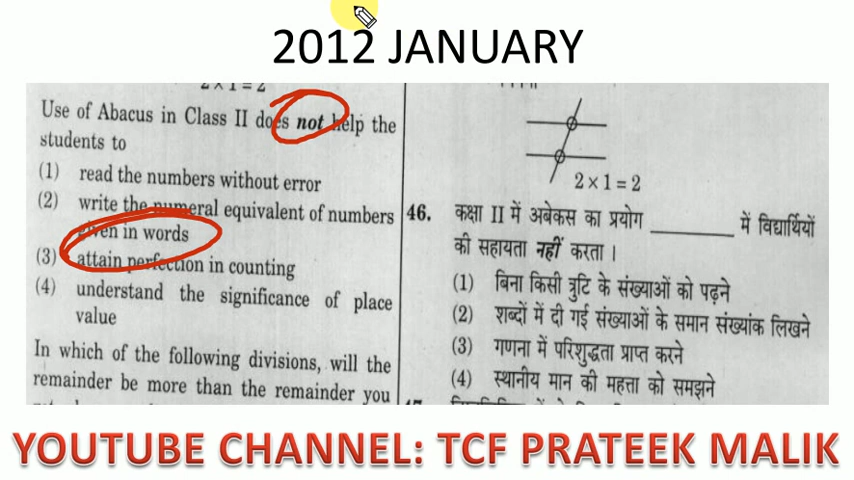 2012 JANUARY
2 × 1 = 2
Use of Abacus in Class II does not help the
students to
(1) read the numbers without error
(2) write the numeral equivalent of numbers
given in words
(3) attain perfection in counting
(4) understand the significance of place
value
In which of the following divisions, will the
remainder be more than the remainder you
2 × 1 = 2
46. कक्षा II में अबेकस का प्रयोग ________ में विद्यार्थियों
की सहायता नहीं करता ।
(1) बिना किसी त्रुटि के संख्याओं को पढ़ने
(2) शब्दों में दी गई संख्याओं के समान संख्यांक लिखने
(3) गणना में परिशुद्धता प्राप्त करने
(4) स्थानीय मान की महत्ता को समझने
YOUTUBE CHANNEL: TCF PRATEEK MALIK